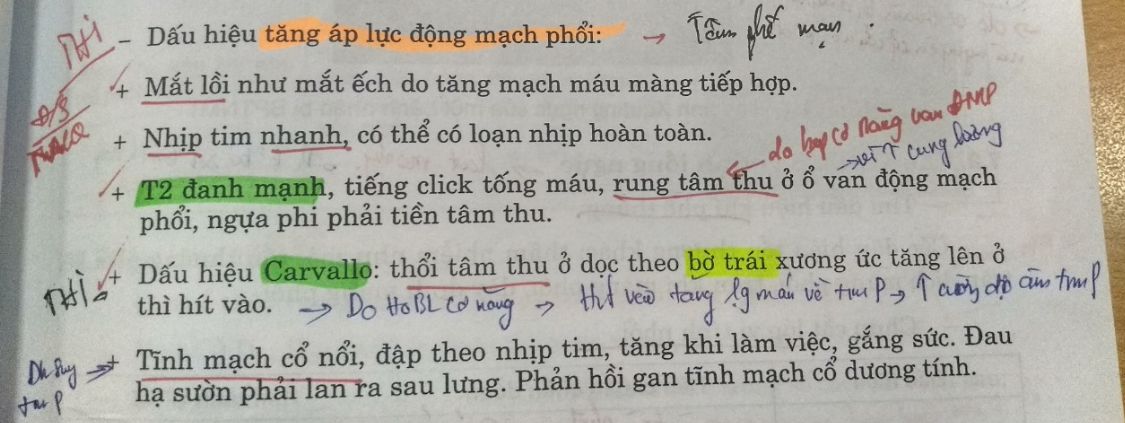 THI
- Dấu hiệu tăng áp lực động mạch phổi: → Tâm phế mạn.
+ Mắt lồi như mắt ếch do tăng mạch máu màng tiếp hợp.
Đ/S
+ Nhịp tim nhanh, có thể có loạn nhịp hoàn toàn.
do hẹp cơ năng van ĐMP
→ vì ↑ cung lượng
+ T2 đanh mạnh, tiếng click tống máu, rung tâm thu ở ổ van động mạch
phổi, ngựa phi phải tiền tâm thu.
THI
+ Dấu hiệu Carvallo: thổi tâm thu ở dọc theo bờ trái xương ức tăng lên ở
thì hít vào. → Do HoBL cơ năng → Hít vào tăng lg máu về tim P → ↑ cường độ âm tim P
+ Tĩnh mạch cổ nổi, đập theo nhịp tim, tăng khi làm việc, gắng sức. Đau
Dh Suy tim P →
hạ sườn phải lan ra sau lưng. Phản hồi gan tĩnh mạch cổ dương tính.